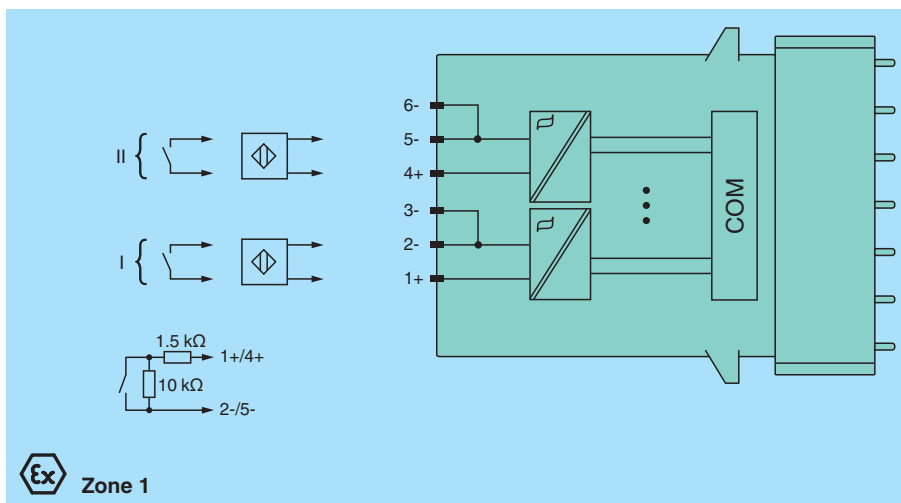 6-
5-
4+
3-
2-
1+
II
I
COM
1.5 kΩ
1+/4+
10 kΩ
2-/5-
Ex
Zone 1